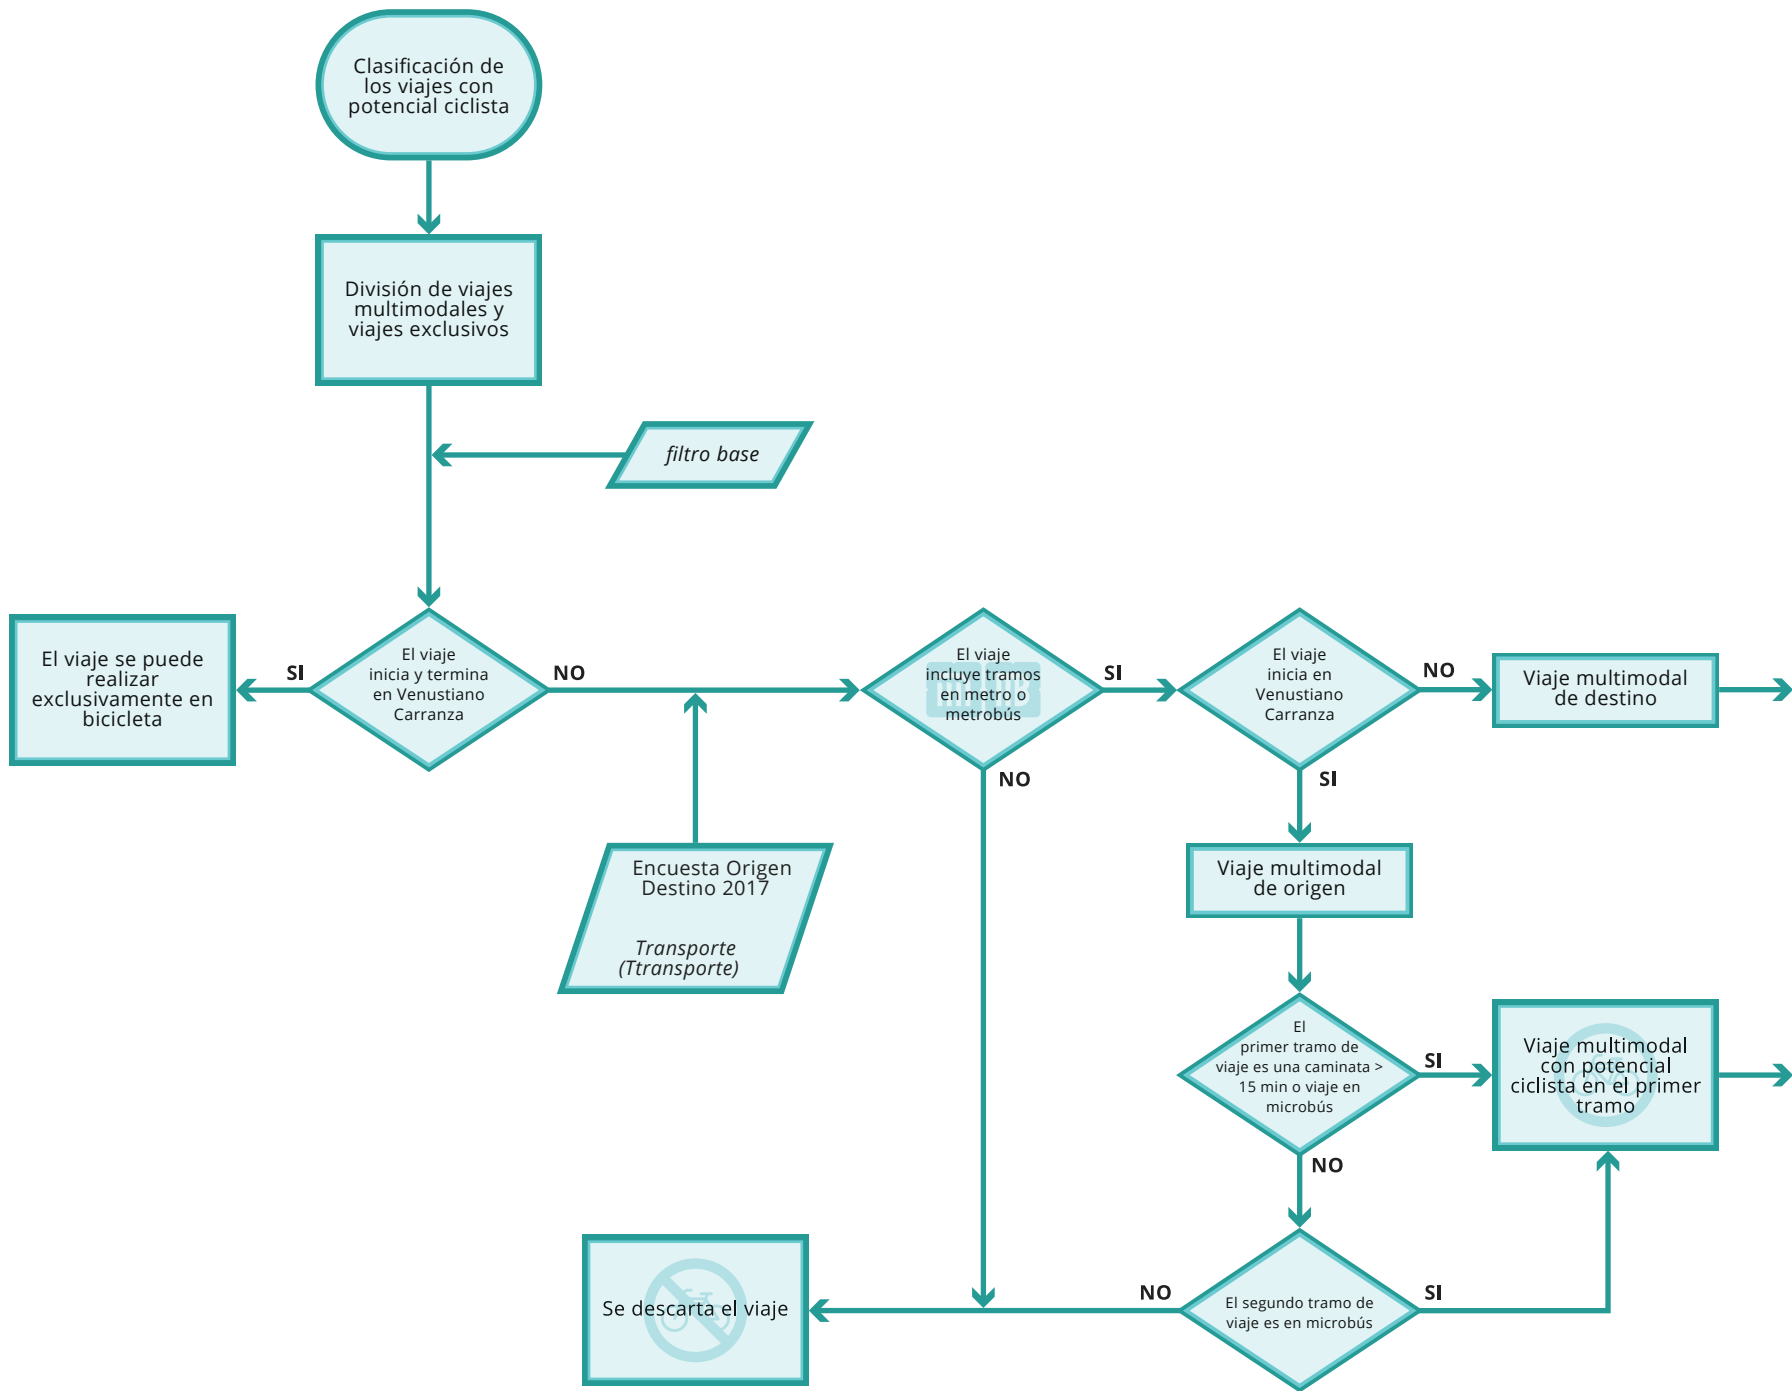 Clasificación de
los viajes con
potencial ciclista
División de viajes
multimodales y
viajes exclusivos
filtro base
El viaje se puede
realizar
exclusivamente en
bicicleta
SI
El viaje
inicia y termina
en Venustiano
Carranza
NO
El viaje
incluye tramos
en metro o
metrobús
SI
El viaje
inicia en
Venustiano
Carranza
NO
Viaje multimodal
de destino
NO
SI
Encuesta Origen
Destino 2017
Transporte
(Ttransporte)
Viaje multimodal
de origen
El
primer tramo de
viaje es una caminata >
15 min o viaje en
microbús
SI
Viaje multimodal
con potencial
ciclista en el primer
tramo
NO
Se descarta el viaje
NO
El segundo tramo de
viaje es en microbús
SI